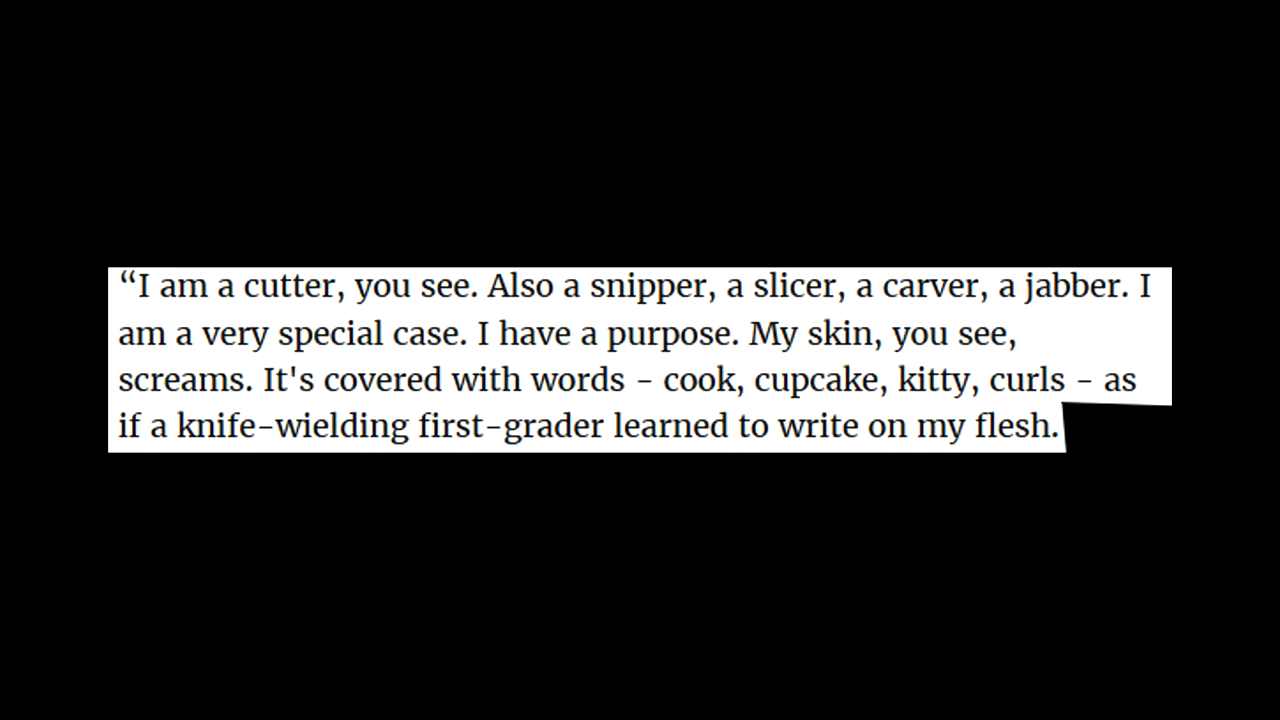 “I am a cutter, you see. Also a snipper, a slicer, a carver, a jabber. I
am a very special case. I have a purpose. My skin, you see,
screams. It's covered with words - cook, cupcake, kitty, curls - as
if a knife-wielding first-grader learned to write on my flesh.